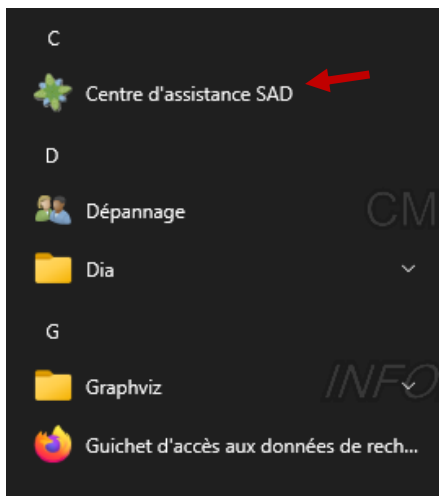 C
Centre d'assistance SAD
D
Dépannage
CM
Dia
G
Graphviz
INFO
Guichet d'accès aux données de rech...